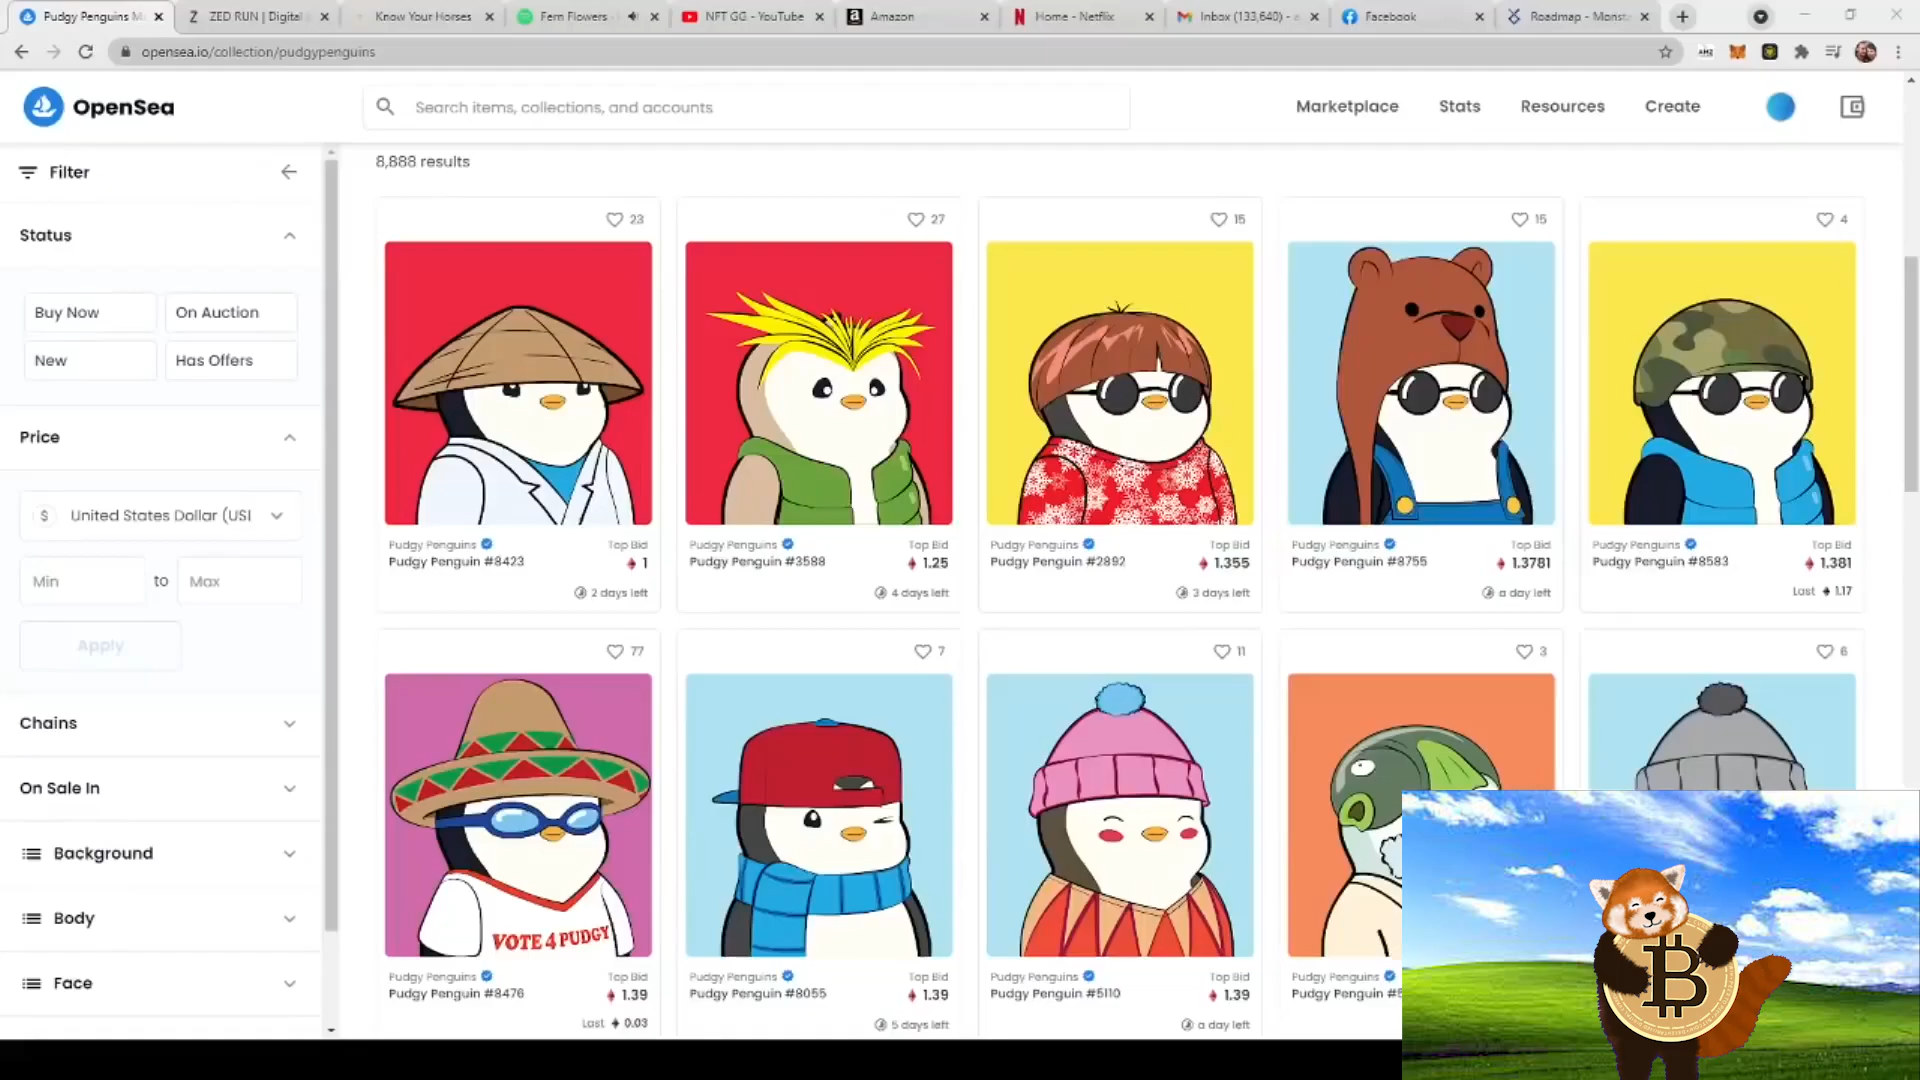 Pudgy Penguins M
ZED RUN | Digital
Know Your Horses
Fern Flowers
NFT GG - YouTube
Amazon
Home - Netflix
Inbox (133,640) -
Facebook
Roadmap - Monst
opensea.io/collection/pudgypenguins
OpenSea
Search items, collections, and accounts
Marketplace
Stats
Resources
Create
Filter
8,888 results
Status
Buy Now
On Auction
New
Has Offers
Price
$ United States Dollar (USI
Min to Max
Apply
Chains
On Sale In
Background
Body
Face
23
27
15
15
4
Pudgy Penguins Top Bid
Pudgy Penguin #8423 1
2 days left
Pudgy Penguins Top Bid
Pudgy Penguin #3588 1.25
4 days left
Pudgy Penguins Top Bid
Pudgy Penguin #2892 1.355
3 days left
Pudgy Penguins Top Bid
Pudgy Penguin #8755 1.3781
a day left
Pudgy Penguins Top Bid
Pudgy Penguin #8583 1.381
Last 1.17
77
7
11
3
6
VOTE 4 PUDGY
Pudgy Penguins Top Bid
Pudgy Penguin #8476 1.39
Last 0.03
Pudgy Penguins Top Bid
Pudgy Penguin #8055 1.39
5 days left
Pudgy Penguins Top Bid
Pudgy Penguin #5110 1.39
a day left
Pudgy Penguins
Pudgy Penguin #5